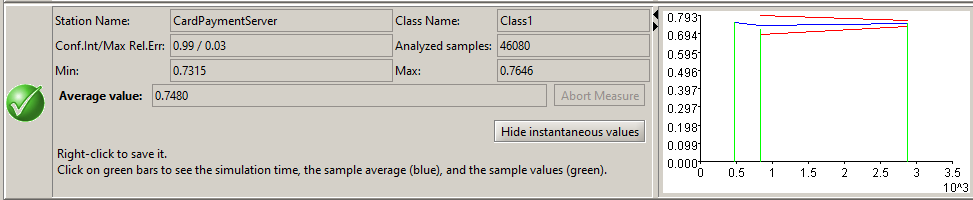 Station Name: CardPaymentServer Class Name: Class1
Conf.Int/Max Rel.Err: 0.99 / 0.03 Analyzed samples: 46080
Min: 0.7315 Max: 0.7646
Average value: 0.7480 Abort Measure
Hide instantaneous values
Right-click to save it.
Click on green bars to see the simulation time, the sample average (blue), and the sample values (green).
0.793
0.694
0.595
0.496
0.397
0.297
0.198
0.099
0.000
0 0.5 1 1.5 2 2.5 3 3.5
10^3